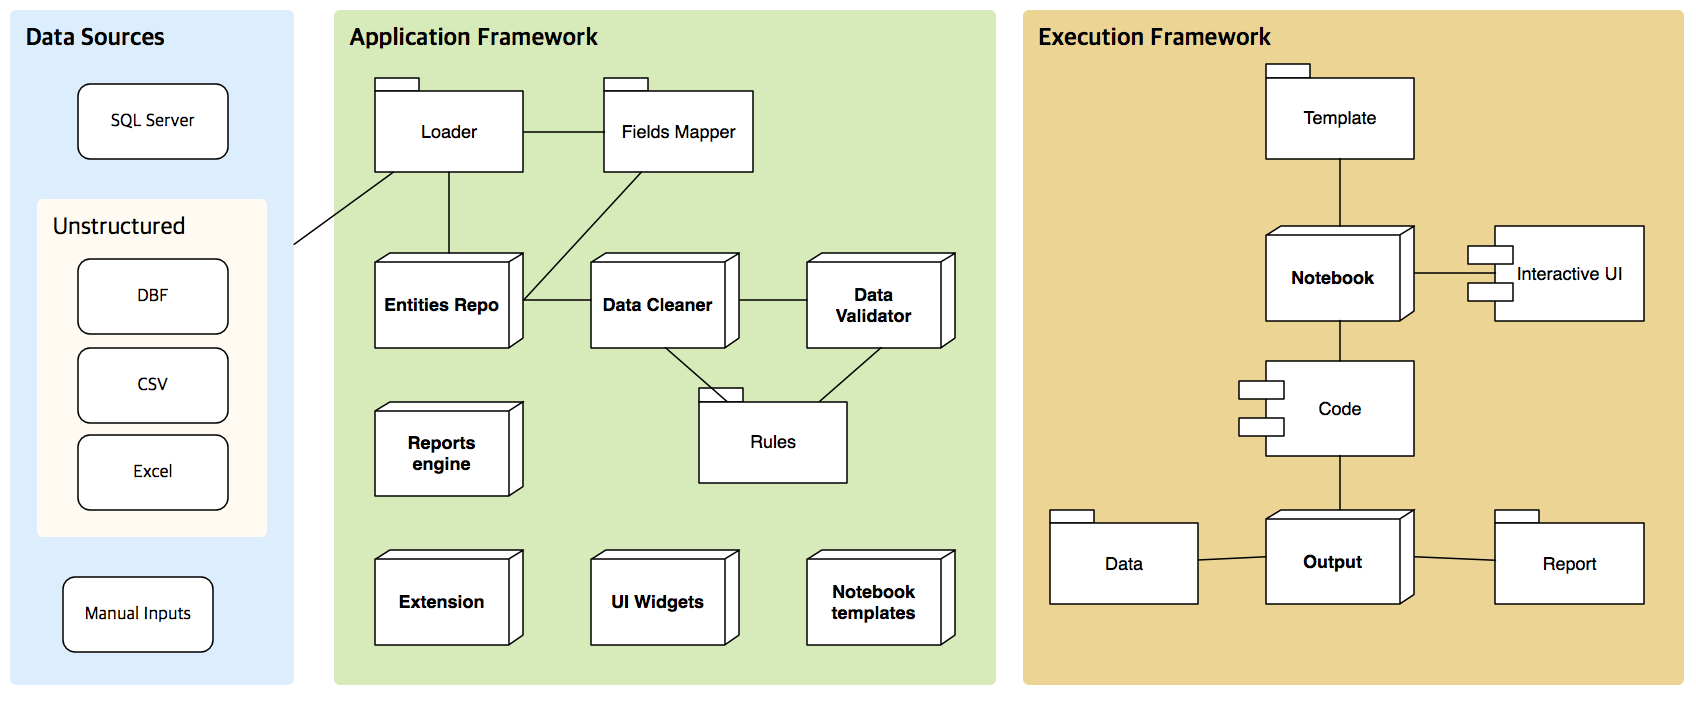 Data Sources
SQL Server
Unstructured
DBF
CSV
Excel
Manual Inputs
Application Framework
Loader
Fields Mapper
Entities Repo
Data Cleaner
Data
Validator
Reports
engine
Rules
Extension
UI Widgets
Notebook
templates
Execution Framework
Template
Notebook
Interactive UI
Code
Data
Output
Report